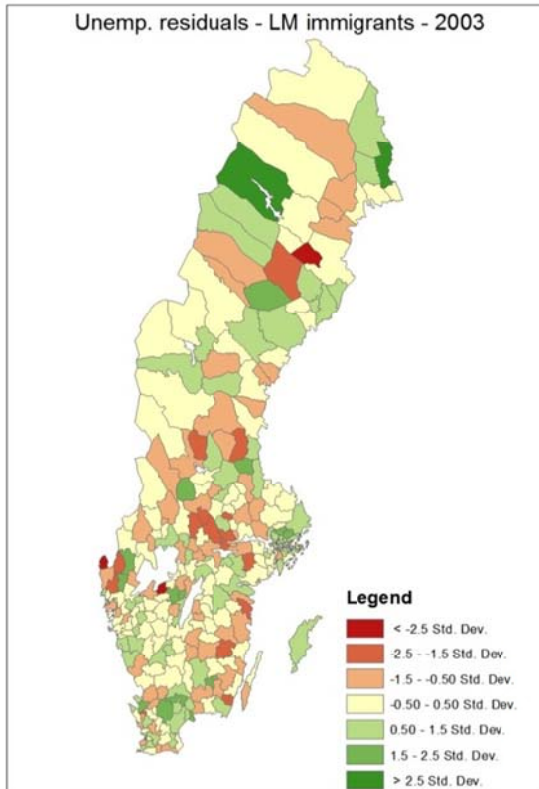 Unemp. residuals - LM immigrants - 2003
Legend
< -2.5 Std. Dev.
-2.5 - -1.5 Std. Dev.
-1.5 - -0.50 Std. Dev.
-0.50 - 0.50 Std. Dev.
0.50 - 1.5 Std. Dev.
1.5 - 2.5 Std. Dev.
> 2.5 Std. Dev.